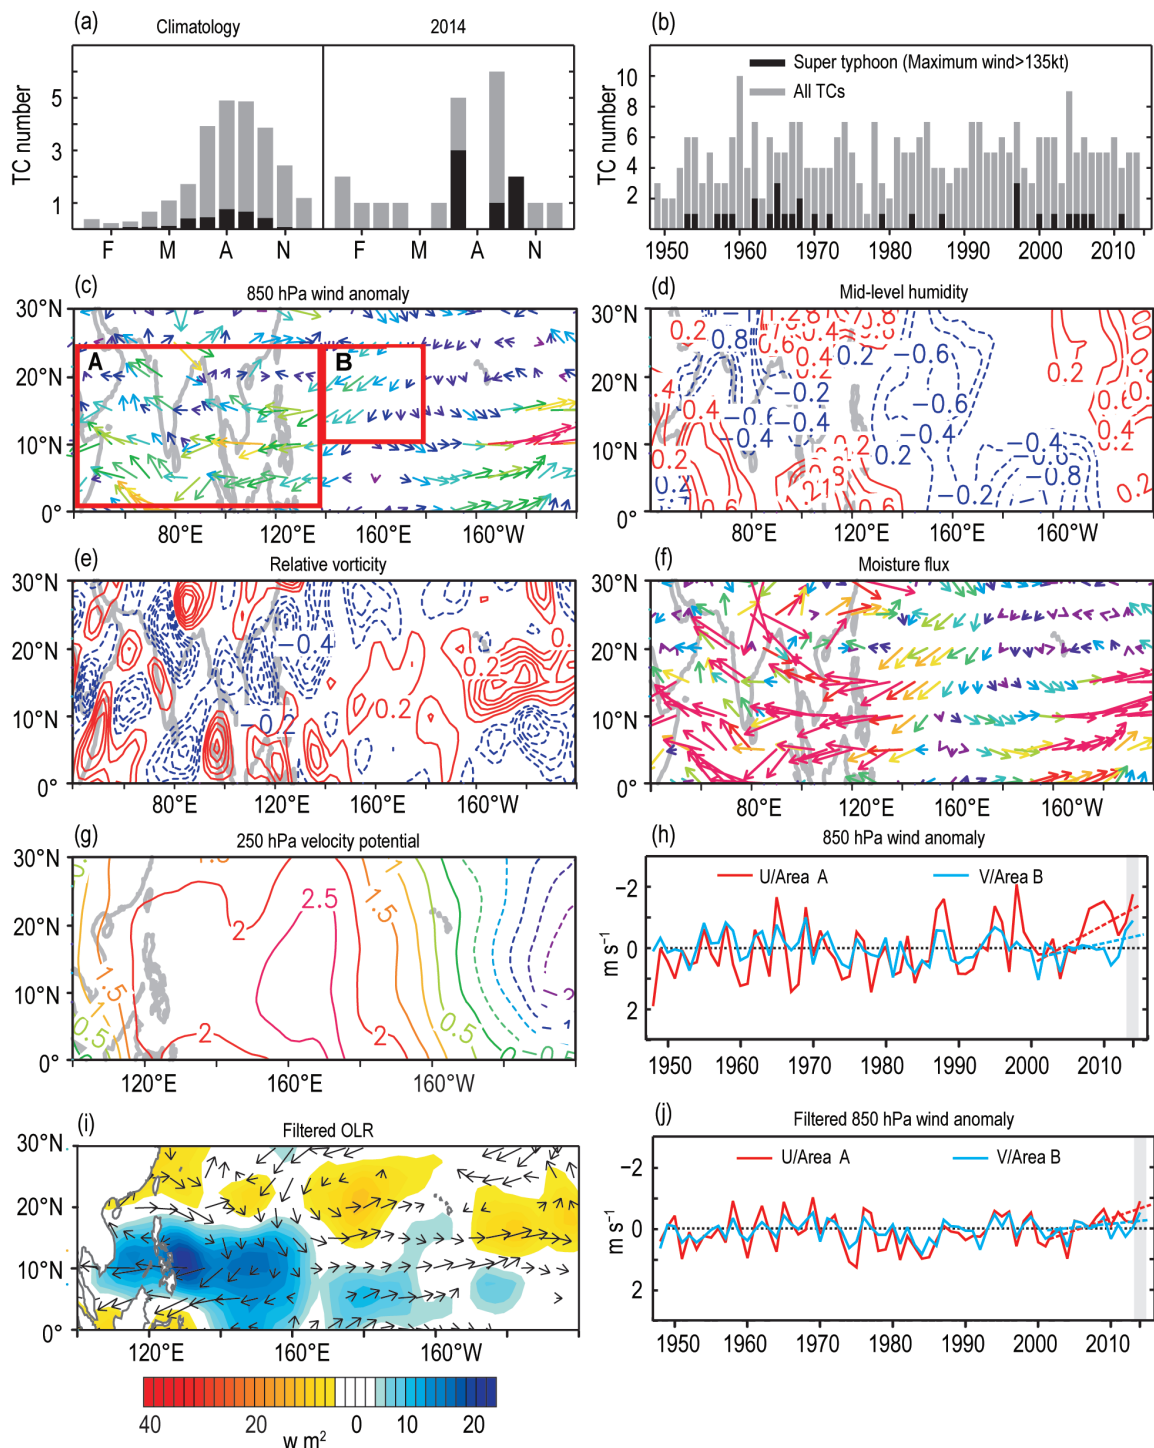 (a) Climatology 2014
TC number
5
3
1
F M A N F M A N
(b)
Super typhoon (Maximum wind>135kt)
All TCs
TC number
10
8
6
4
2
1950 1960 1970 1980 1990 2000 2010
(c) 850 hPa wind anomaly
A B
30°N
20°N
10°N
0°
80°E 120°E 160°E 160°W
(d) Mid-level humidity
30°N
20°N
10°N
0°
80°E 120°E 160°E 160°W
(e) Relative vorticity
30°N
20°N
10°N
0°
−0.4
0.2
−0.2
0.2
80°E 120°E 160°E 160°W
(f) Moisture flux
30°N
20°N
10°N
0°
80°E 120°E 160°E 160°W
(g) 250 hPa velocity potential
30°N
20°N
10°N
0°
2.5
1.5
2
1.5
0.5
2
2
0.5
120°E 160°E 160°W
(h) 850 hPa wind anomaly
U/Area A V/Area B
m s⁻¹
−2
0
2
1950 1960 1970 1980 1990 2000 2010
(i) Filtered OLR
30°N
20°N
10°N
0°
120°E 160°E 160°W
40 20 0 10 20
w m²
(j) Filtered 850 hPa wind anomaly
U/Area A V/Area B
m s⁻¹
−2
0
2
1950 1960 1970 1980 1990 2000 2010